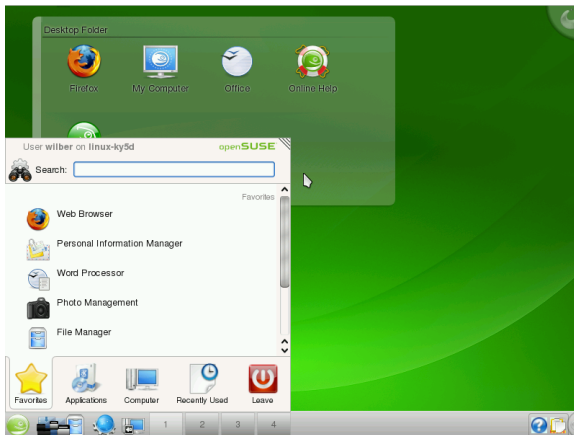 Desktop Folder
Firefox
My Computer
Office
Online Help
User wilber on linux-ky5d
openSUSE
Search:
Favorites
Web Browser
Personal Information Manager
Word Processor
Photo Management
File Manager
Favorites
Applications
Computer
Recently Used
Leave
1
2
3
4